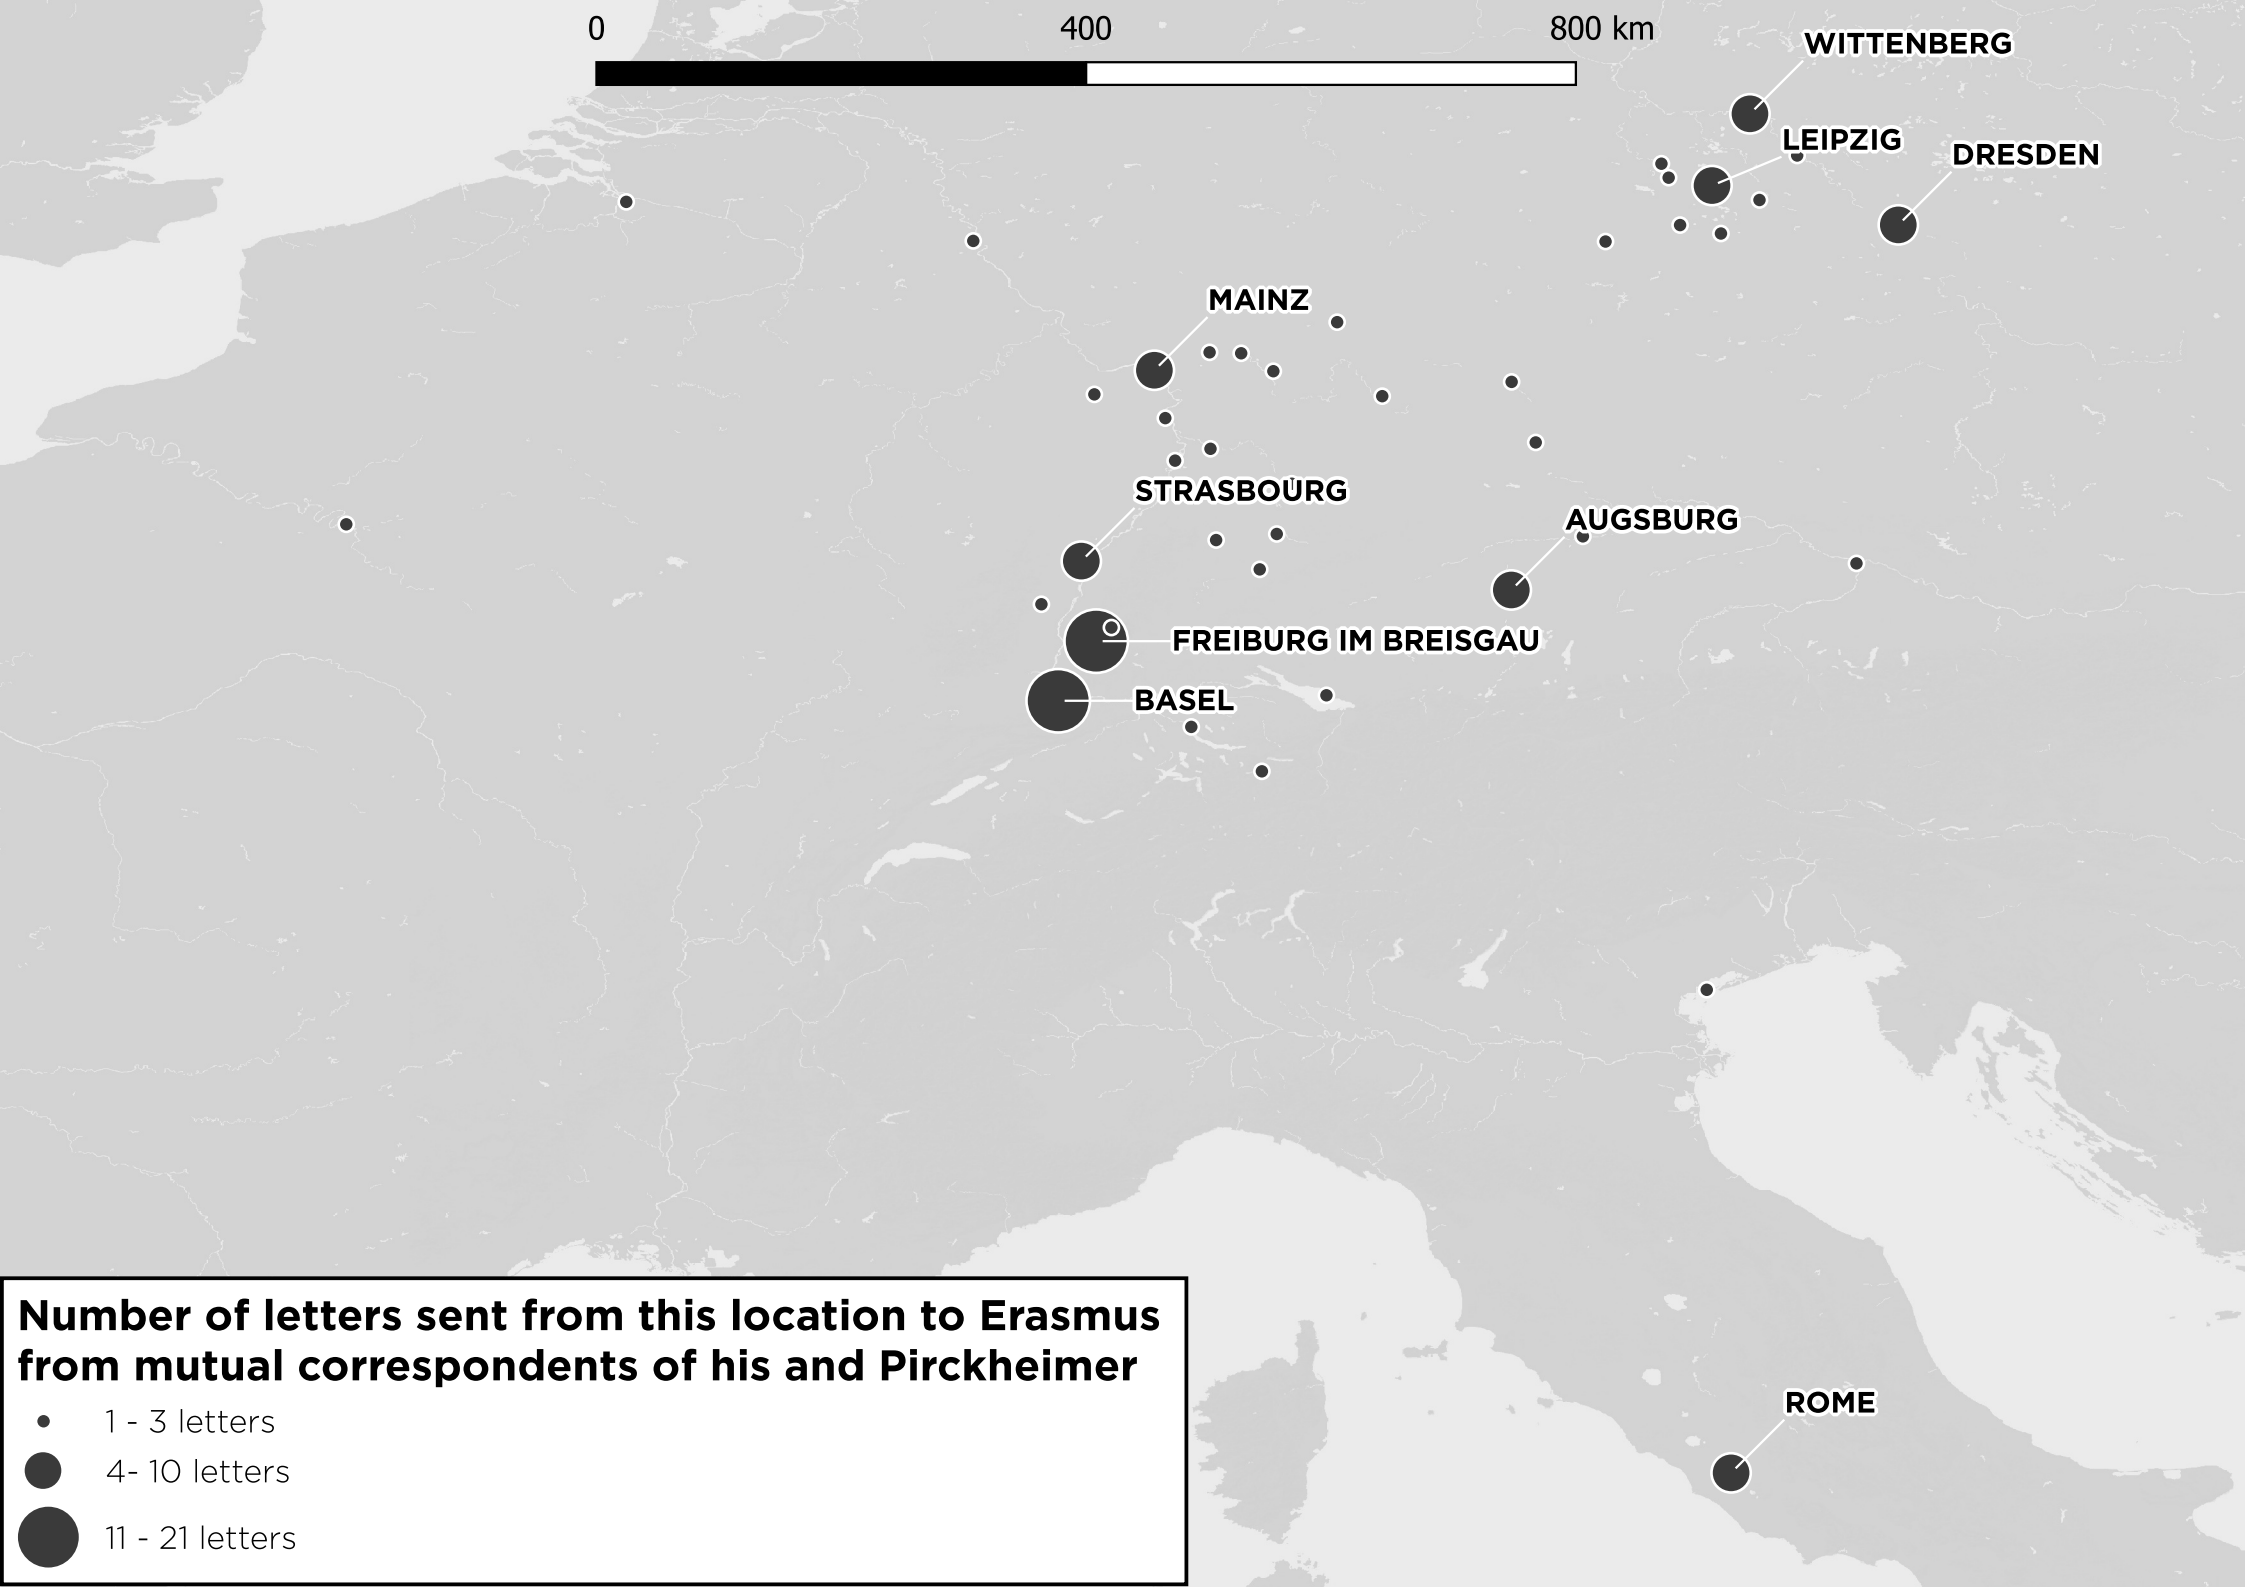 0 400 800 km
WITTENBERG
LEIPZIG
DRESDEN
MAINZ
STRASBOURG
AUGSBURG
FREIBURG IM BREISGAU
BASEL
ROME
Number of letters sent from this location to Erasmus
from mutual correspondents of his and Pirckheimer
1 - 3 letters
4- 10 letters
11 - 21 letters